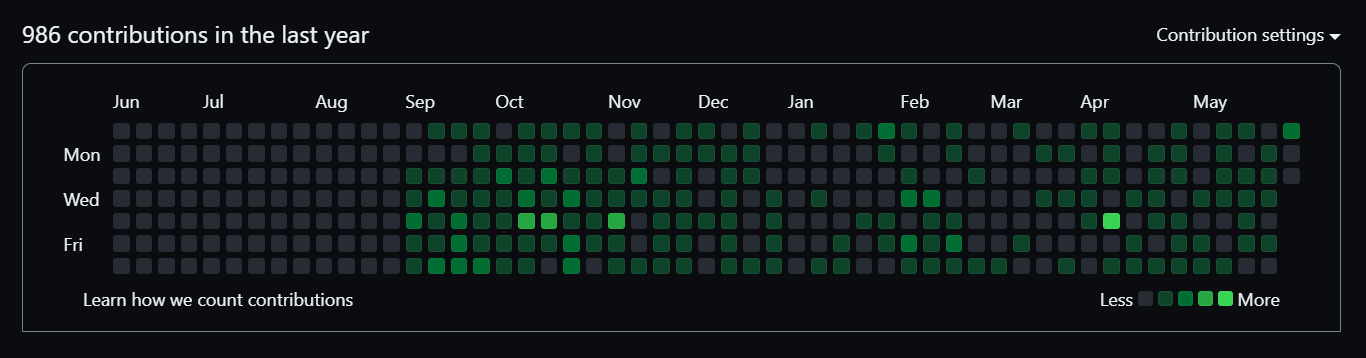 986 contributions in the last year
Contribution settings
Jun Jul Aug Sep Oct Nov Dec Jan Feb Mar Apr May
Mon
Wed
Fri
Learn how we count contributions
Less More